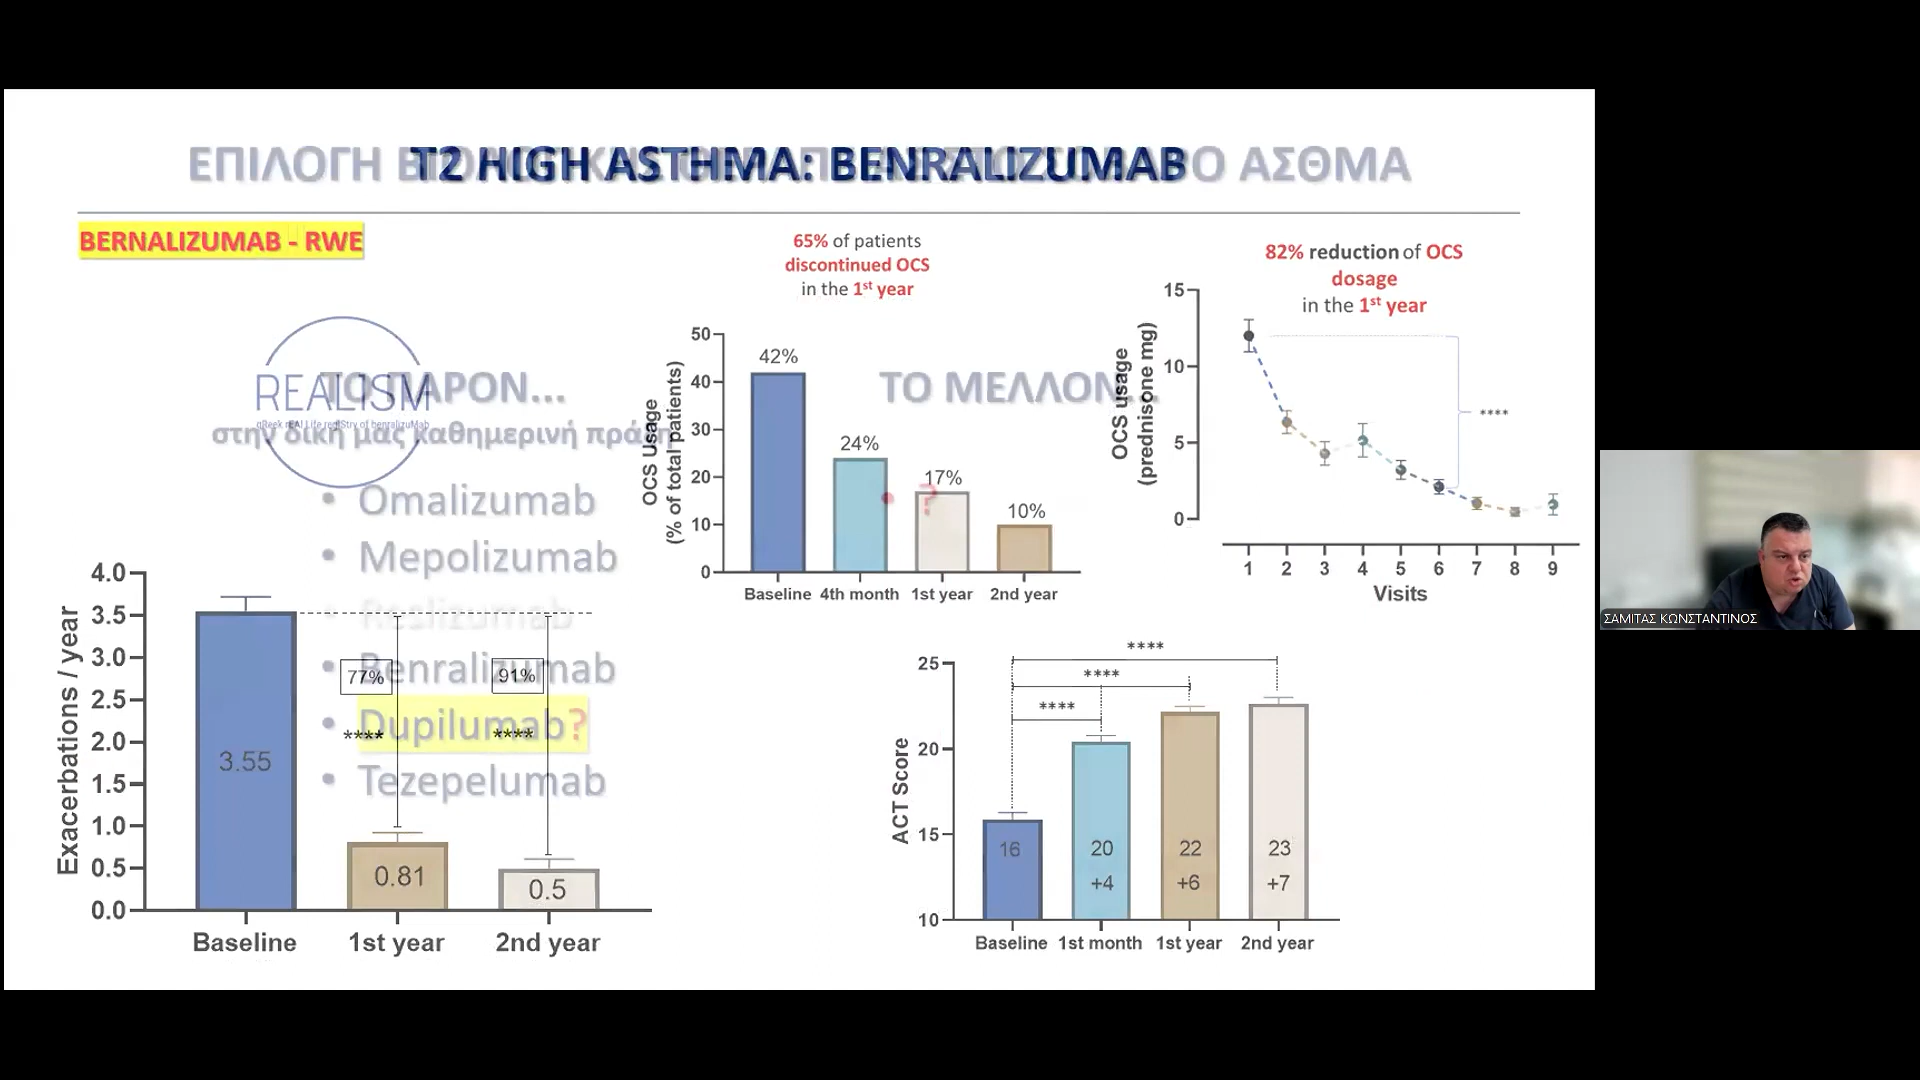 T2 HIGH ASTHMA: BENRALIZUMAB
ΕΠΙΛΟΓΗ
Ο ΑΣΘΜΑ
BERNALIZUMAB - RWE
REALISM
gReek rEAl Life regIStry of benralizuMab
ΤΟ ΠΑΡΟΝ...
στην δική μας καθημερινή
Omalizumab
Mepolizumab
Reslizumab
Benralizumab
Dupilumab?
Tezepelumab
ΤΟ ΜΕΛΛΟΝ...
?
Exacerbations / year
4.0
3.5
3.0
2.5
2.0
1.5
1.0
0.5
0.0
3.55
77%
****
0.81
91%
****
0.5
Baseline 1st year 2nd year
65% of patients
discontinued OCS
in the 1st year
OCS Usage
(% of total patients)
50
40
30
20
10
0
42%
24%
17%
10%
Baseline 4th month 1st year 2nd year
82% reduction of OCS
dosage
in the 1st year
OCS usage
(prednisone mg)
15
10
5
0
****
1 2 3 4 5 6 7 8 9
Visits
ACT Score
25
20
15
10
****
****
****
16 20 22 23
+4 +6 +7
Baseline 1st month 1st year 2nd year
ΣΑΜΙΤΑΣ ΚΩΝΣΤΑΝΤΙΝΟΣ